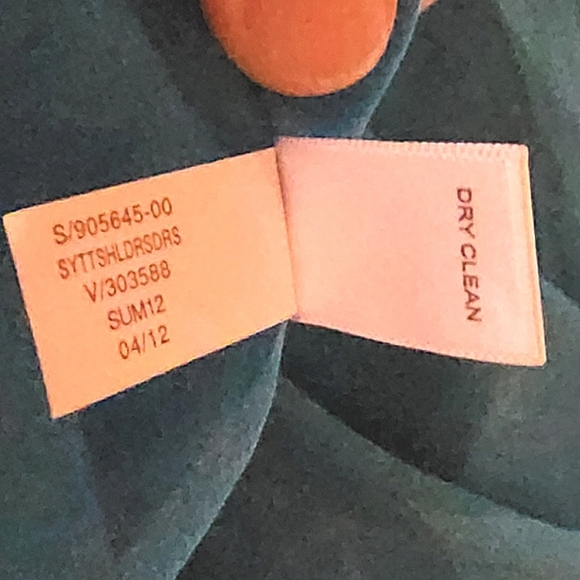 S/905645-00
SYTTSHLDRSDRS
V/303588
SUM12
04/12
DRY CLEAN